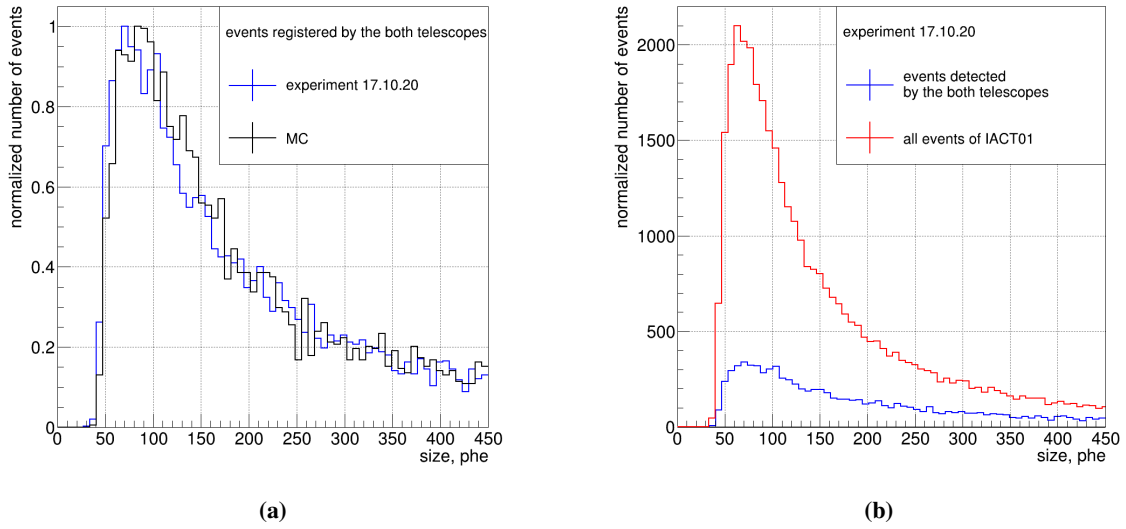 normalized number of events
1
0.8
0.6
0.4
0.2
0
0 50 100 150 200 250 300 350 400 450
size, phe
events registered by the both telescopes
experiment 17.10.20
MC
(a)
normalized number of events
2000
1500
1000
500
0
0 50 100 150 200 250 300 350 400 450
size, phe
experiment 17.10.20
events detected
by the both telescopes
all events of IACT01
(b)